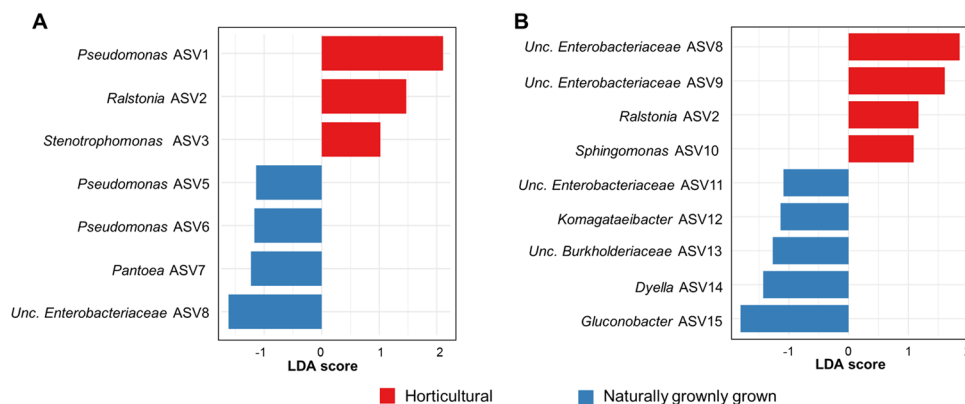 A
Pseudomonas ASV1
Ralstonia ASV2
Stenotrophomonas ASV3
Pseudomonas ASV5
Pseudomonas ASV6
Pantoea ASV7
Unc. Enterobacteriaceae ASV8
-1 0 1 2
LDA score
B
Unc. Enterobacteriaceae ASV8
Unc. Enterobacteriaceae ASV9
Ralstonia ASV2
Sphingomonas ASV10
Unc. Enterobacteriaceae ASV11
Komagataeibacter ASV12
Unc. Burkholderiaceae ASV13
Dyella ASV14
Gluconobacter ASV15
-1 0 1 2
LDA score
Horticultural
Naturally grownly grown